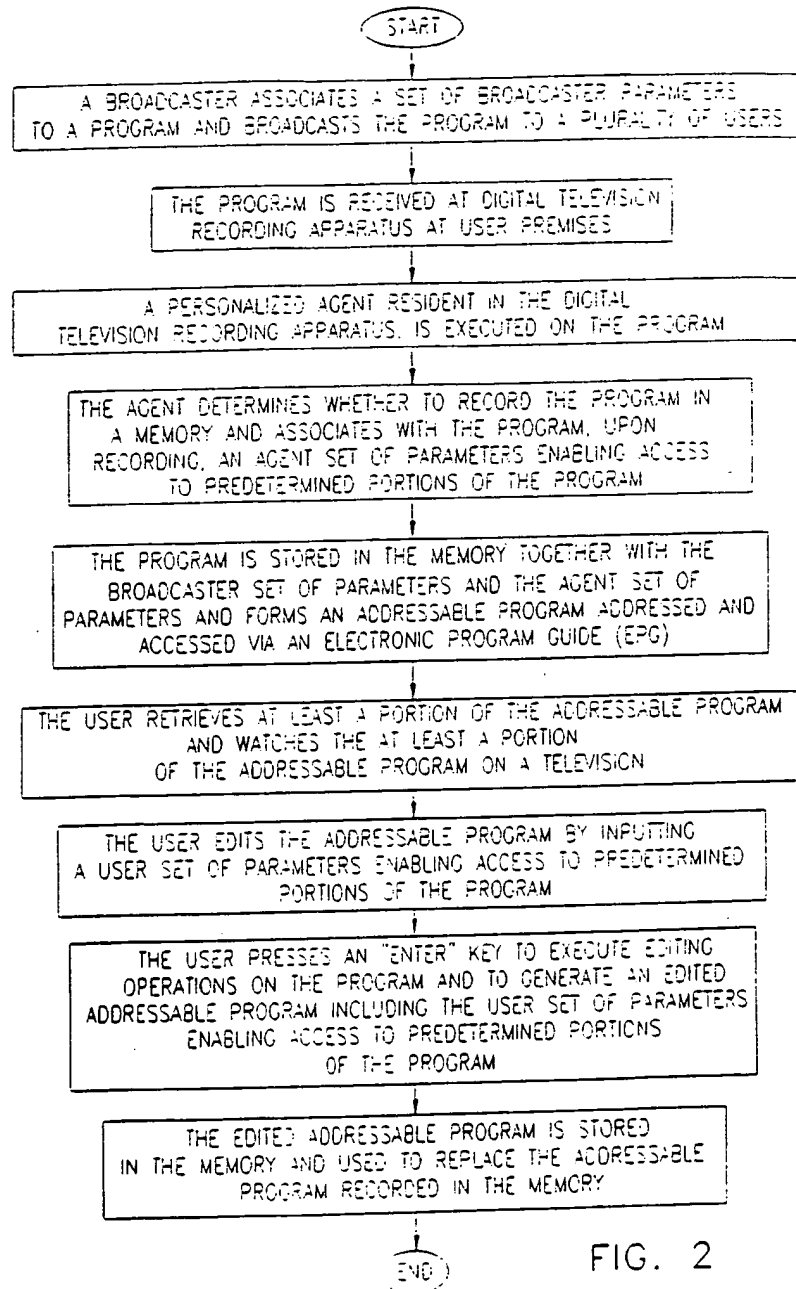 START
A BROADCASTER ASSOCIATES A SET OF BROADCASTER PARAMETERS
TO A PROGRAM AND BROADCASTS THE PROGRAM TO A PLURALITY OF USERS
THE PROGRAM IS RECEIVED AT DIGITAL TELEVISION
RECORDING APPARATUS AT USER PREMISES
A PERSONALIZED AGENT RESIDENT IN THE DIGITAL
TELEVISION RECORDING APPARATUS, IS EXECUTED ON THE PROGRAM
THE AGENT DETERMINES WHETHER TO RECORD THE PROGRAM IN
A MEMORY AND ASSOCIATES WITH THE PROGRAM, UPON
RECORDING, AN AGENT SET OF PARAMETERS ENABLING ACCESS
TO PREDETERMINED PORTIONS OF THE PROGRAM
THE PROGRAM IS STORED IN THE MEMORY TOGETHER WITH THE
BROADCASTER SET OF PARAMETERS AND THE AGENT SET OF
PARAMETERS AND FORMS AN ADDRESSABLE PROGRAM ADDRESSED AND
ACCESSED VIA AN ELECTRONIC PROGRAM GUIDE (EPG)
THE USER RETRIEVES AT LEAST A PORTION OF THE ADDRESSABLE PROGRAM
AND WATCHES THE AT LEAST A PORTION
OF THE ADDRESSABLE PROGRAM ON A TELEVISION
THE USER EDITS THE ADDRESSABLE PROGRAM BY INPUTTING
A USER SET OF PARAMETERS ENABLING ACCESS TO PREDETERMINED
PORTIONS OF THE PROGRAM
THE USER PRESSES AN "ENTER" KEY TO EXECUTE EDITING
OPERATIONS ON THE PROGRAM AND TO GENERATE AN EDITED
ADDRESSABLE PROGRAM INCLUDING THE USER SET OF PARAMETERS
ENABLING ACCESS TO PREDETERMINED PORTIONS
OF THE PROGRAM
THE EDITED ADDRESSABLE PROGRAM IS STORED
IN THE MEMORY AND USED TO REPLACE THE ADDRESSABLE
PROGRAM RECORDED IN THE MEMORY
END
FIG. 2